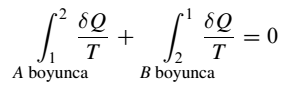 ∫₁² δQ/T + ∫₂¹ δQ/T = 0
A boyunca B boyunca